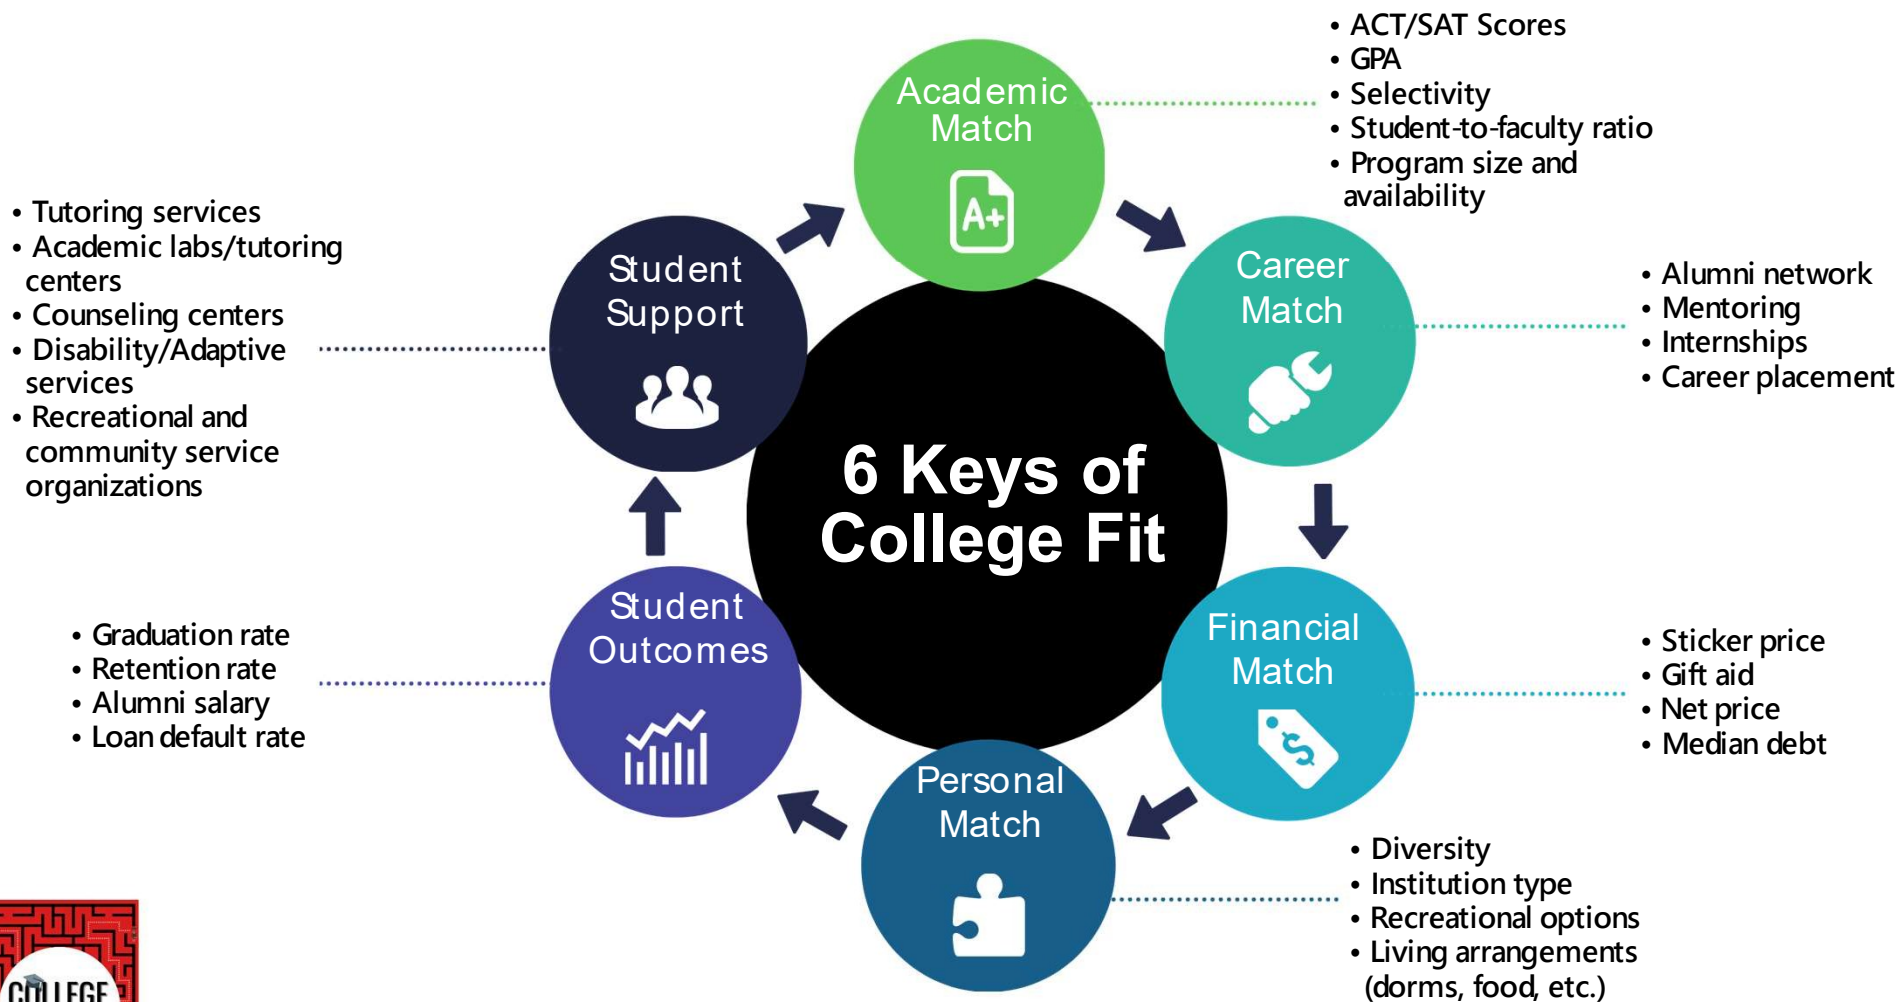 Academic
Match
A+
• ACT/SAT Scores
• GPA
• Selectivity
• Student-to-faculty ratio
• Program size and
availability
Career
Match
• Alumni network
• Mentoring
• Internships
• Career placement
Financial
Match
$
• Sticker price
• Gift aid
• Net price
• Median debt
Personal
Match
• Diversity
• Institution type
• Recreational options
• Living arrangements
(dorms, food, etc.)
Student
Outcomes
• Graduation rate
• Retention rate
• Alumni salary
• Loan default rate
Student
Support
• Tutoring services
• Academic labs/tutoring
centers
• Counseling centers
• Disability/Adaptive
services
• Recreational and
community service
organizations
6 Keys of
College Fit
COLLEGE